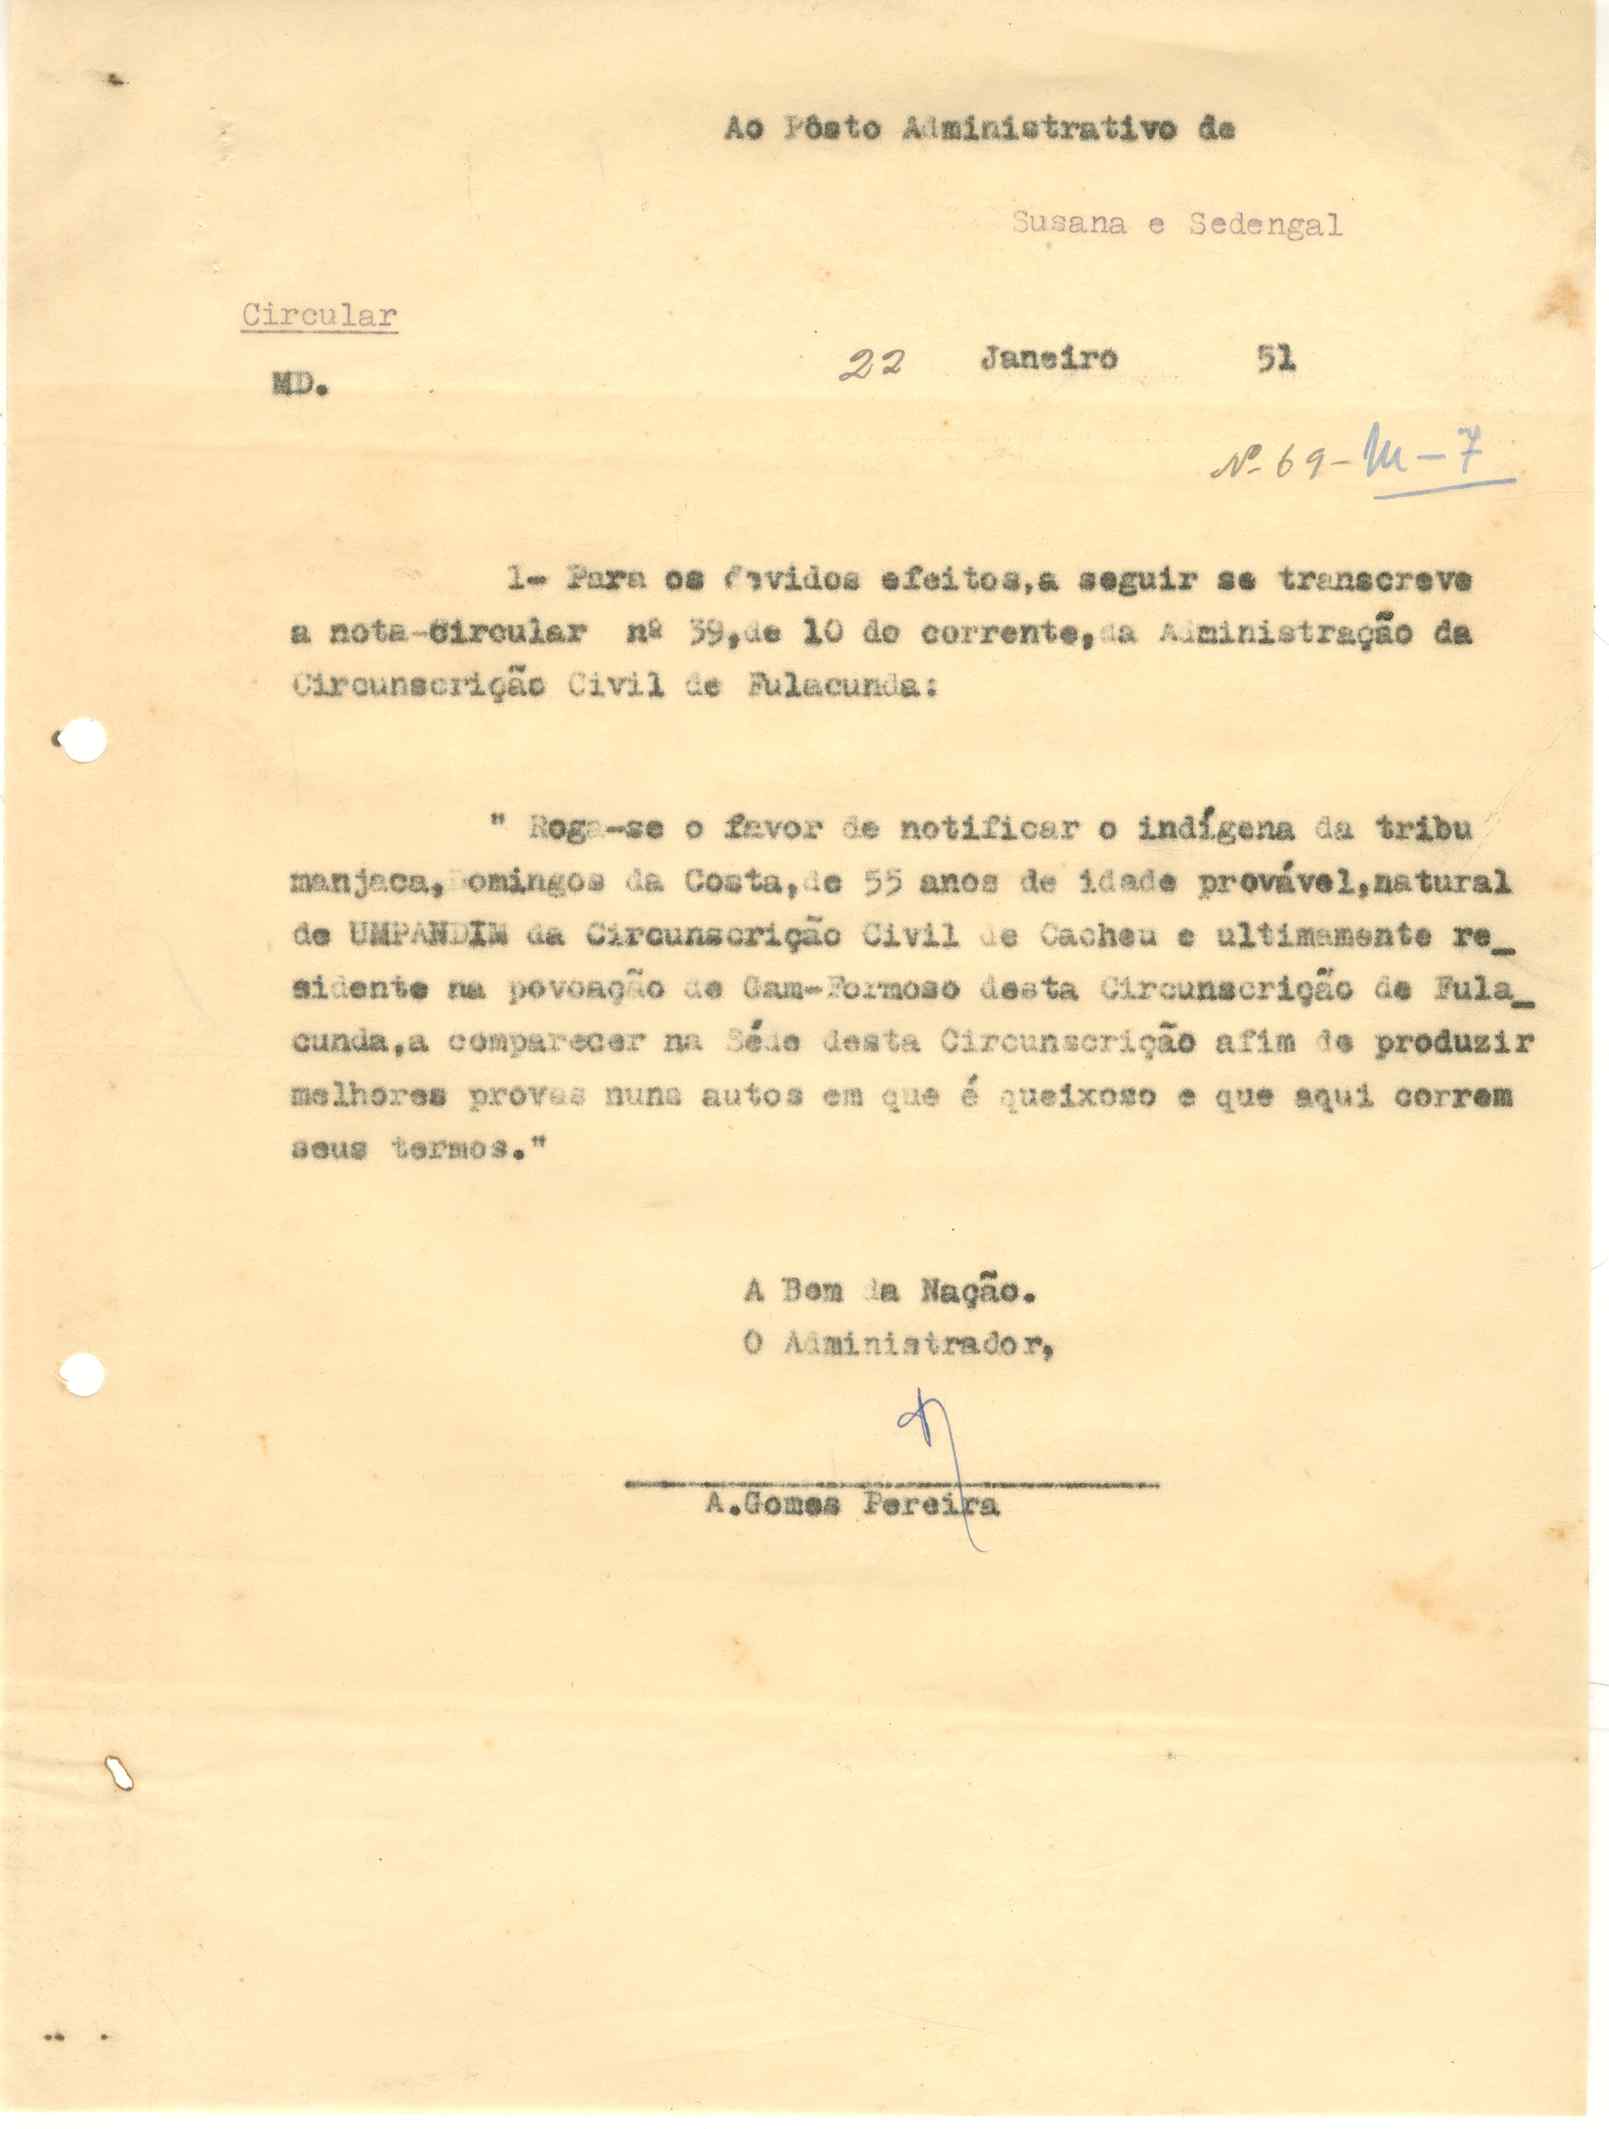 Ao Pôsto Administrativo de
Susana e Sedengal
Circular
MD.
22 Janeiro 51
Nº 69-M-7
1- Para os devidos efeitos,a seguir se transcreve
a nota-circular nº 39,de 10 do corrente,da Administração da
Circunscrição Civil de Fulacunda:
" Roga-se o favor de notificar o indígena da tribu
manjaca,Domingos da Costa,de 55 anos de idade provável,natural
de UMPANDIM da Circunscrição Civil de Cacheu e ultimamente re_
sidente na povoação de Gam-Formoso desta Circunscrição de Fula_
cunda,a comparecer na Séde desta Circunscrição afim de produzir
melhores provas nuns autos em que é queixoso e que aqui correm
seus termos."
A Bem da Nação.
O Administrador,
A.Gomes Pereira